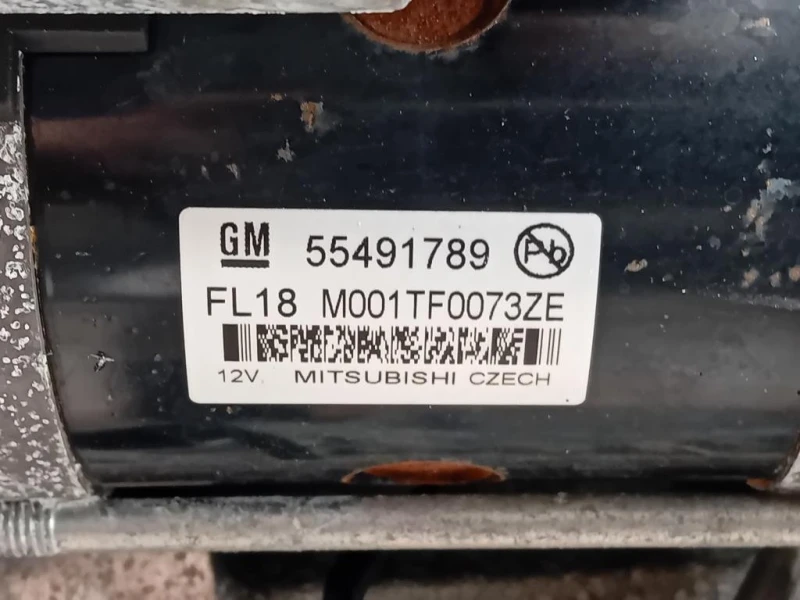 GM 55491789 Pb
FL18 M001TF0073ZE
12V. MITSUBISHI CZECH